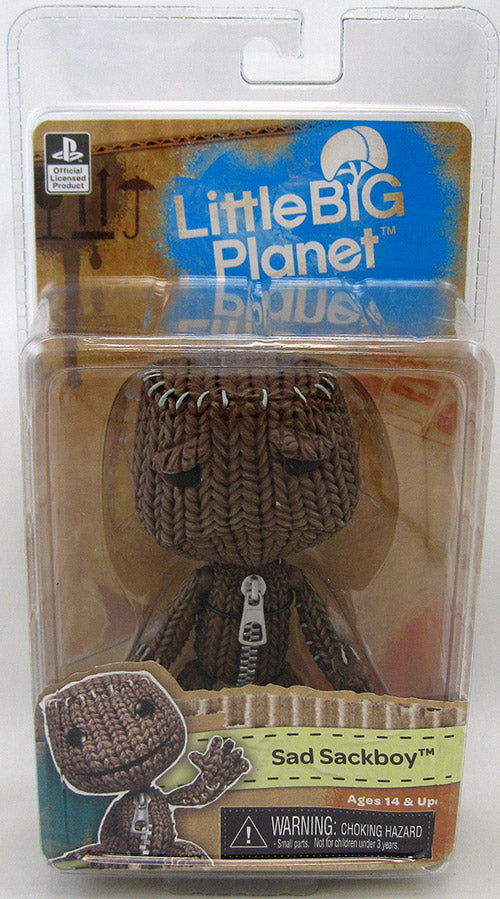 Official
Licensed
Product
LittleBIG
Planet™
Sad Sackboy™
Ages 14 & Up
WARNING: CHOKING HAZARD
- Small parts. Not for children under 3 years.